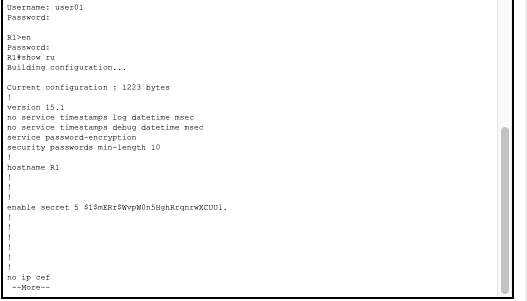 Username: user01
Password:
R1>en
Password:
R1#show ru
Building configuration...
Current configuration : 1223 bytes
!
version 15.1
no service timestamps log datetime msec
no service timestamps debug datetime msec
service password-encryption
security passwords min-length 10
!
hostname R1
!
!
!
enable secret 5 $1$mERr$WvpW0n5HghRrqnrwXCUUl.
!
!
!
!
!
!
no ip cef
--More--